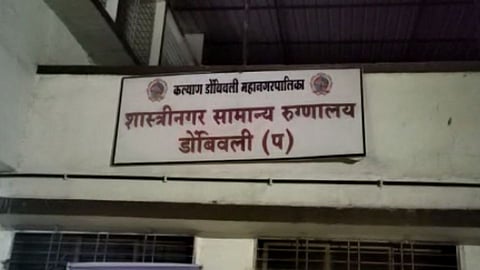 कल्याण डोंबिवली महानगरपालिका
शास्त्रीनगर सामान्य रुग्णालय
डोंबिवली (प)